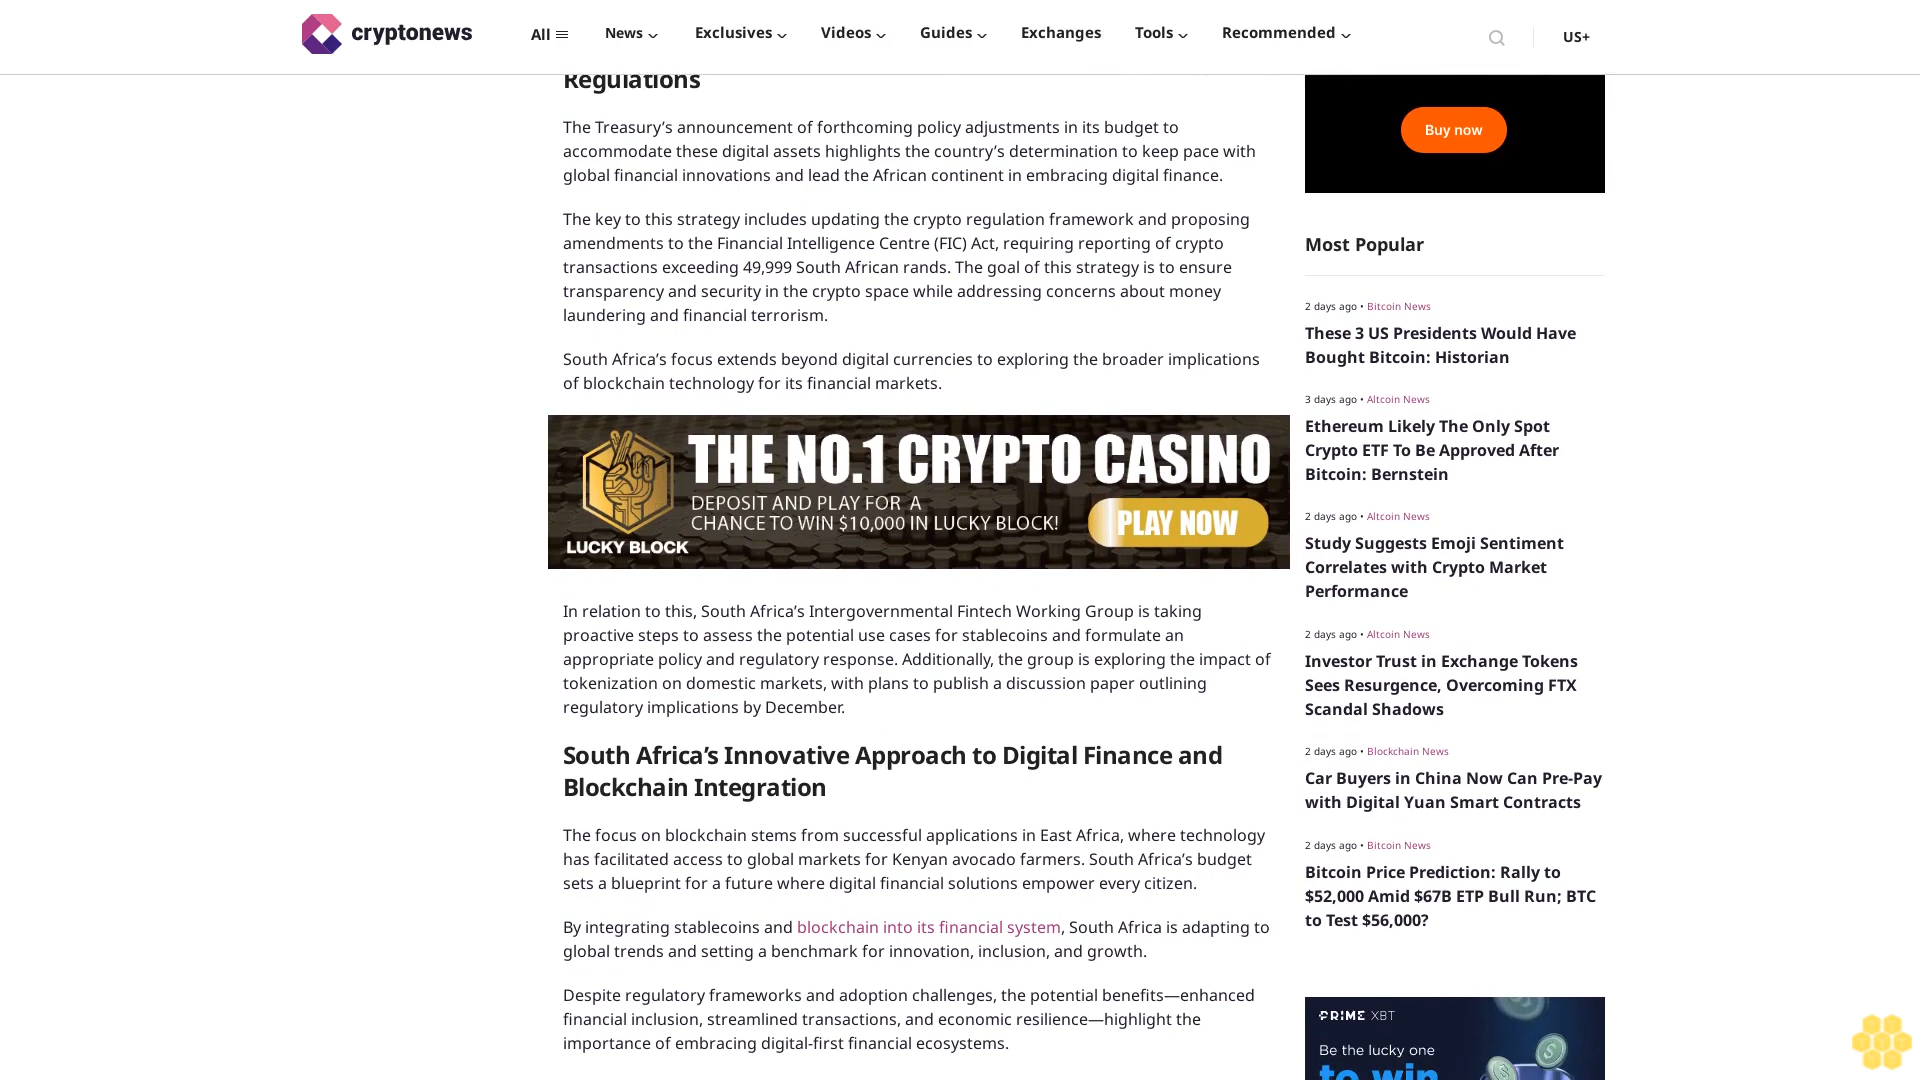 cryptonews
All
News
Exclusives
Videos
Guides
Exchanges
Tools
Recommended
US+
Regulations
The Treasury’s announcement of forthcoming policy adjustments in its budget to
accommodate these digital assets highlights the country’s determination to keep pace with
global financial innovations and lead the African continent in embracing digital finance.
The key to this strategy includes updating the crypto regulation framework and proposing
amendments to the Financial Intelligence Centre (FIC) Act, requiring reporting of crypto
transactions exceeding 49,999 South African rands. The goal of this strategy is to ensure
transparency and security in the crypto space while addressing concerns about money
laundering and financial terrorism.
South Africa’s focus extends beyond digital currencies to exploring the broader implications
of blockchain technology for its financial markets.
THE NO.1 CRYPTO CASINO
DEPOSIT AND PLAY FOR A
CHANCE TO WIN $10,000 IN LUCKY BLOCK!
PLAY NOW
LUCKY BLOCK
In relation to this, South Africa’s Intergovernmental Fintech Working Group is taking
proactive steps to assess the potential use cases for stablecoins and formulate an
appropriate policy and regulatory response. Additionally, the group is exploring the impact of
tokenization on domestic markets, with plans to publish a discussion paper outlining
regulatory implications by December.
South Africa’s Innovative Approach to Digital Finance and
Blockchain Integration
The focus on blockchain stems from successful applications in East Africa, where technology
has facilitated access to global markets for Kenyan avocado farmers. South Africa’s budget
sets a blueprint for a future where digital financial solutions empower every citizen.
By integrating stablecoins and blockchain into its financial system, South Africa is adapting to
global trends and setting a benchmark for innovation, inclusion, and growth.
Despite regulatory frameworks and adoption challenges, the potential benefits—enhanced
financial inclusion, streamlined transactions, and economic resilience—highlight the
importance of embracing digital-first financial ecosystems.
Buy now
Most Popular
2 days ago • Bitcoin News
These 3 US Presidents Would Have
Bought Bitcoin: Historian
3 days ago • Altcoin News
Ethereum Likely The Only Spot
Crypto ETF To Be Approved After
Bitcoin: Bernstein
2 days ago • Altcoin News
Study Suggests Emoji Sentiment
Correlates with Crypto Market
Performance
2 days ago • Altcoin News
Investor Trust in Exchange Tokens
Sees Resurgence, Overcoming FTX
Scandal Shadows
2 days ago • Blockchain News
Car Buyers in China Now Can Pre-Pay
with Digital Yuan Smart Contracts
2 days ago • Bitcoin News
Bitcoin Price Prediction: Rally to
$52,000 Amid $67B ETP Bull Run; BTC
to Test $56,000?
PRIME XBT
Be the lucky one
to win